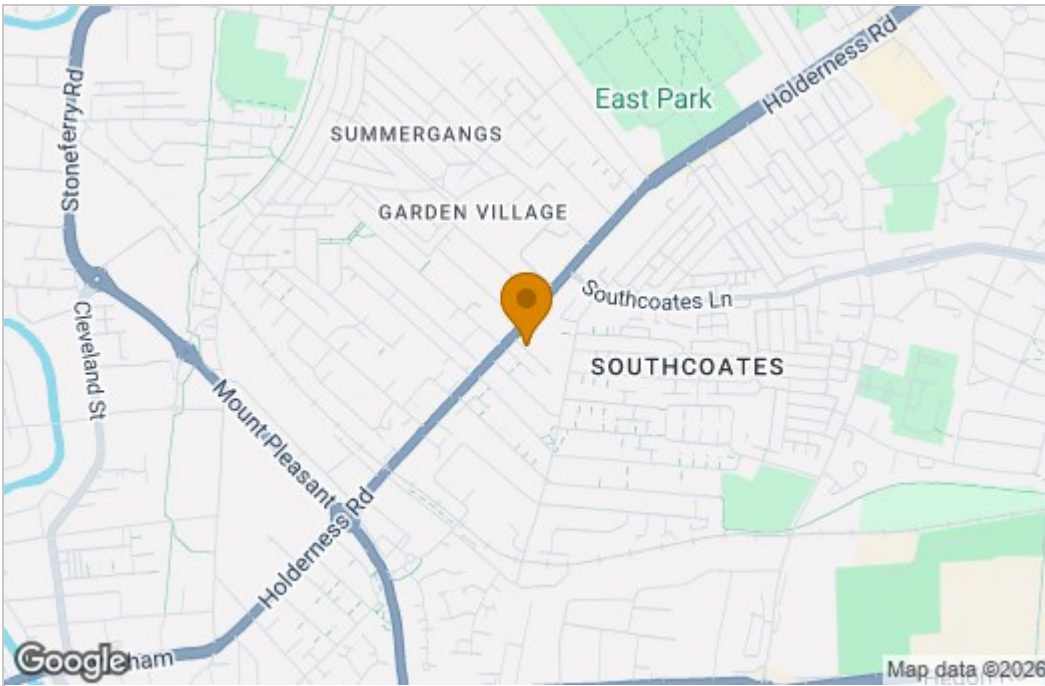 Stoneferry Rd
Holderness Rd
East Park
SUMMERGANGS
GARDEN VILLAGE
Southcoates Ln
SOUTHCOATES
Cleveland St
Mount Pleasant
Holderness Rd
Google
ham
Map data ©2026